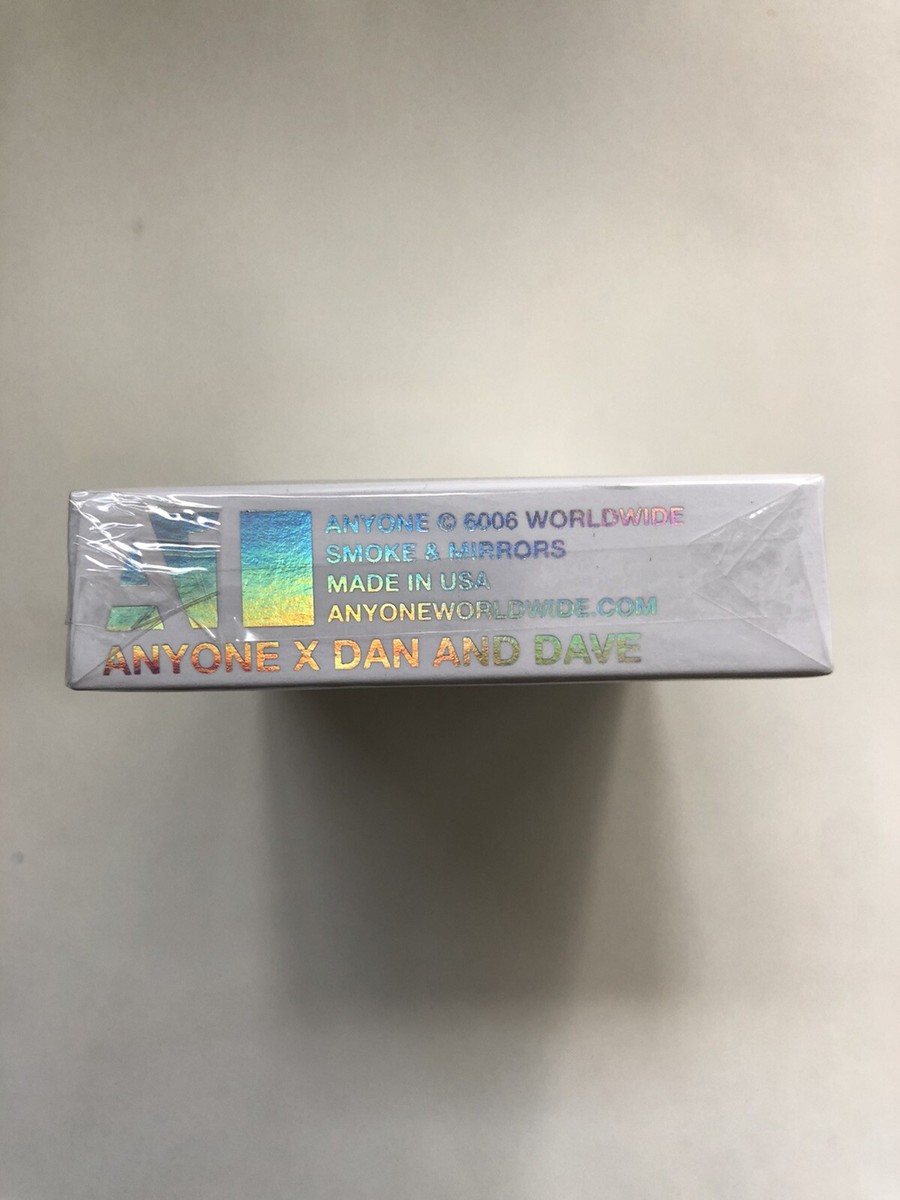 ANYONE © 6006 WORLDWIDE
SMOKE & MIRRORS
MADE IN USA
ANYONEWORLDWIDE.COM
ANYONE X DAN AND DAVE